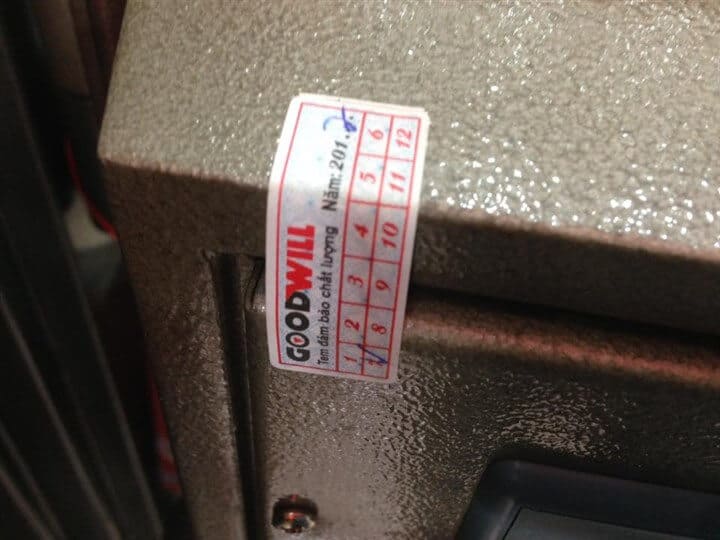 GOODWILL
Tem đảm bảo chất lượng Năm: 201.
1 2 3 4 5 6
8 9 10 11 12